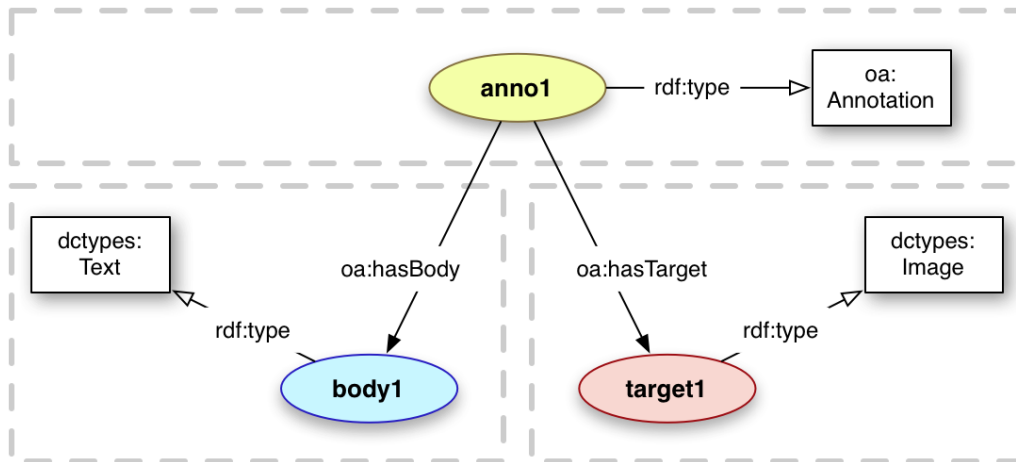 anno1
rdf:type
oa:
Annotation
dctypes:
Text
dctypes:
Image
oa:hasBody
oa:hasTarget
rdf:type
rdf:type
body1
target1